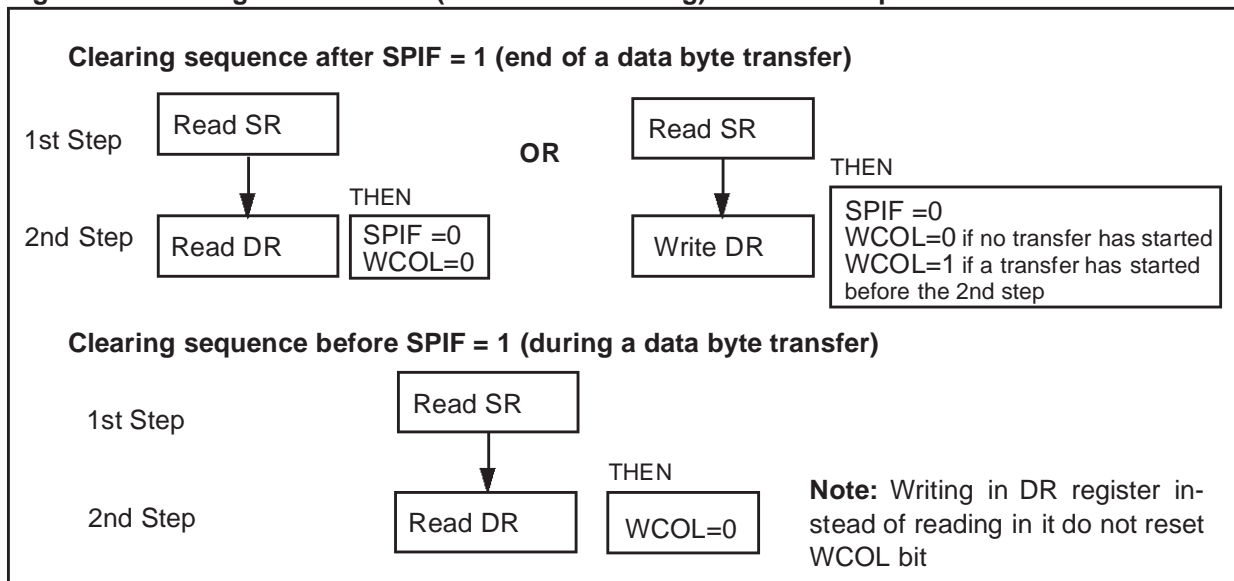 Clearing sequence after SPIF = 1 (end of a data byte transfer)
1st Step
Read SR
OR
Read SR
THEN
THEN
2nd Step
Read DR
SPIF =0
WCOL=0
Write DR
SPIF =0
WCOL=0 if no transfer has started
WCOL=1 if a transfer has started
before the 2nd step
Clearing sequence before SPIF = 1 (during a data byte transfer)
1st Step
Read SR
THEN
2nd Step
Read DR
WCOL=0
Note: Writing in DR register in-
stead of reading in it do not reset
WCOL bit